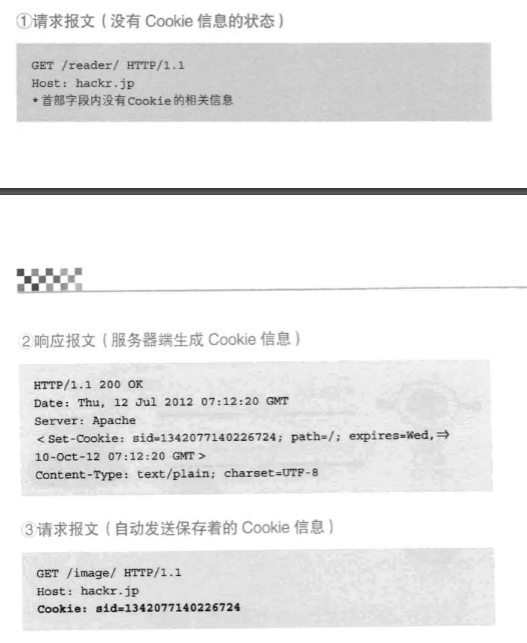 ①请求报文（没有 Cookie 信息的状态）
GET /reader/ HTTP/1.1
Host: hackr.jp
*首部字段内没有Cookie的相关信息
②响应报文（服务器端生成 Cookie 信息）
HTTP/1.1 200 OK
Date: Thu, 12 Jul 2012 07:12:20 GMT
Server: Apache
＜Set-Cookie: sid=1342077140226724; path=/; expires=Wed,⇒
10-Oct-12 07:12:20 GMT＞
Content-Type: text/plain; charset=UTF-8
③请求报文（自动发送保存着的 Cookie 信息）
GET /image/ HTTP/1.1
Host: hackr.jp
Cookie: sid=1342077140226724